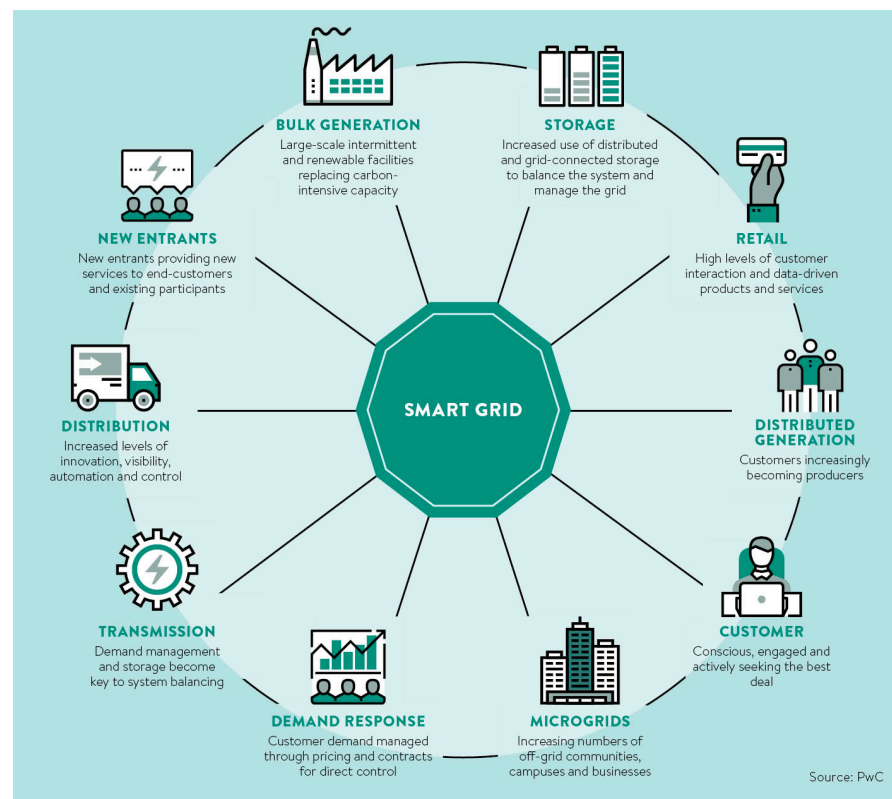 BULK GENERATION
Large-scale intermittent
and renewable facilities
replacing carbon-
intensive capacity
STORAGE
Increased use of distributed
and grid-connected storage
to balance the system and
manage the grid
NEW ENTRANTS
New entrants providing new
services to end-customers
and existing participants
RETAIL
High levels of customer
interaction and data-driven
products and services
SMART GRID
DISTRIBUTION
Increased levels of
innovation, visibility,
automation and control
DISTRIBUTED
GENERATION
Customers increasingly
becoming producers
TRANSMISSION
Demand management
and storage become
key to system balancing
CUSTOMER
Conscious, engaged and
actively seeking the best
deal
DEMAND RESPONSE
Customer demand managed
through pricing and contracts
for direct control
MICROGRIDS
Increasing numbers of
off-grid communities,
campuses and businesses
Source: PwC